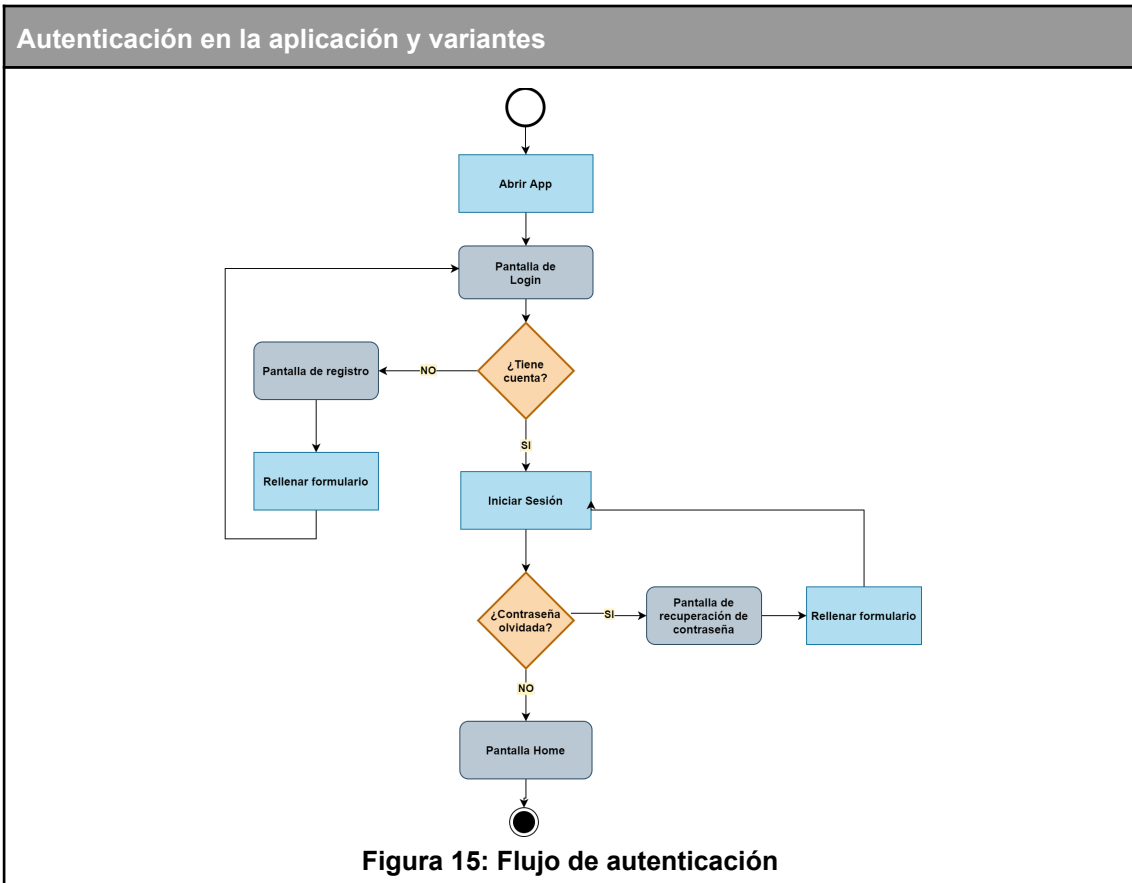 Autenticación en la aplicación y variantes
Abrir App
Pantalla de
Login
¿Tiene
cuenta?
NO
Pantalla de registro
SI
Rellenar formulario
Iniciar Sesión
¿Contraseña
olvidada?
SI
Pantalla de
recuperación de
contraseña
Rellenar formulario
NO
Pantalla Home
Figura 15: Flujo de autenticación